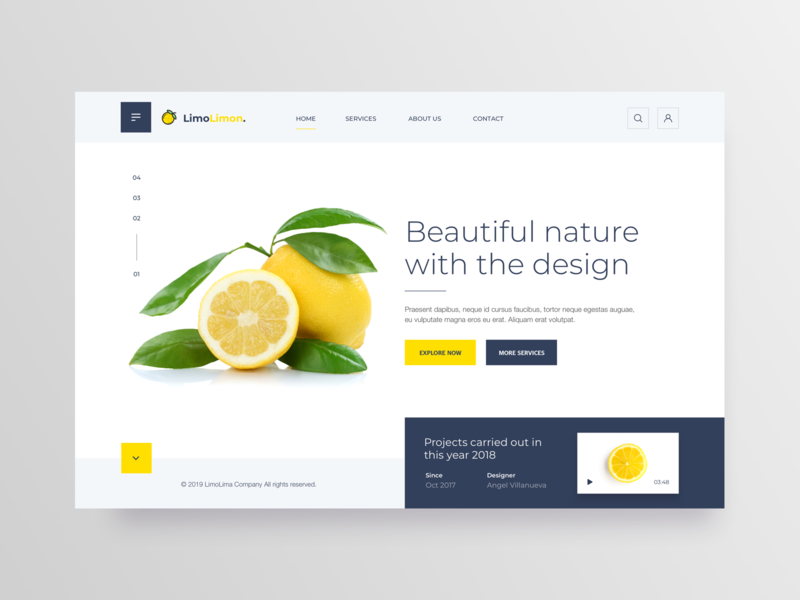 LimoLimon.
HOME
SERVICES
ABOUT US
CONTACT
04
03
02
01
Beautiful nature
with the design
Praesent dapibus, neque id cursus faucibus, tortor neque egestas auguae,
eu vulputate magna eros eu erat. Aliquam erat volutpat.
EXPLORE NOW
MORE SERVICES
Projects carried out in
this year 2018
Since
Oct 2017
Designer
Angel Villanueva
03:48
© 2019 LimoLima Company All rights reserved.